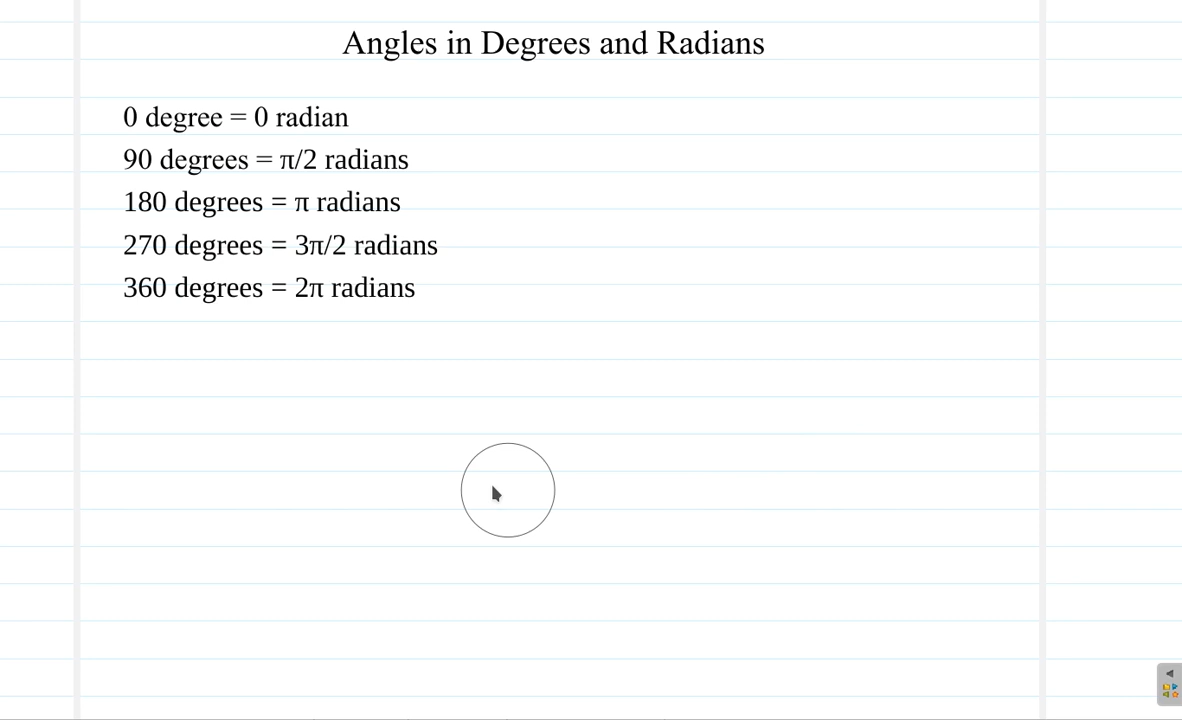 Angles in Degrees and Radians
0 degree = 0 radian
90 degrees = π/2 radians
180 degrees = π radians
270 degrees = 3π/2 radians
360 degrees = 2π radians